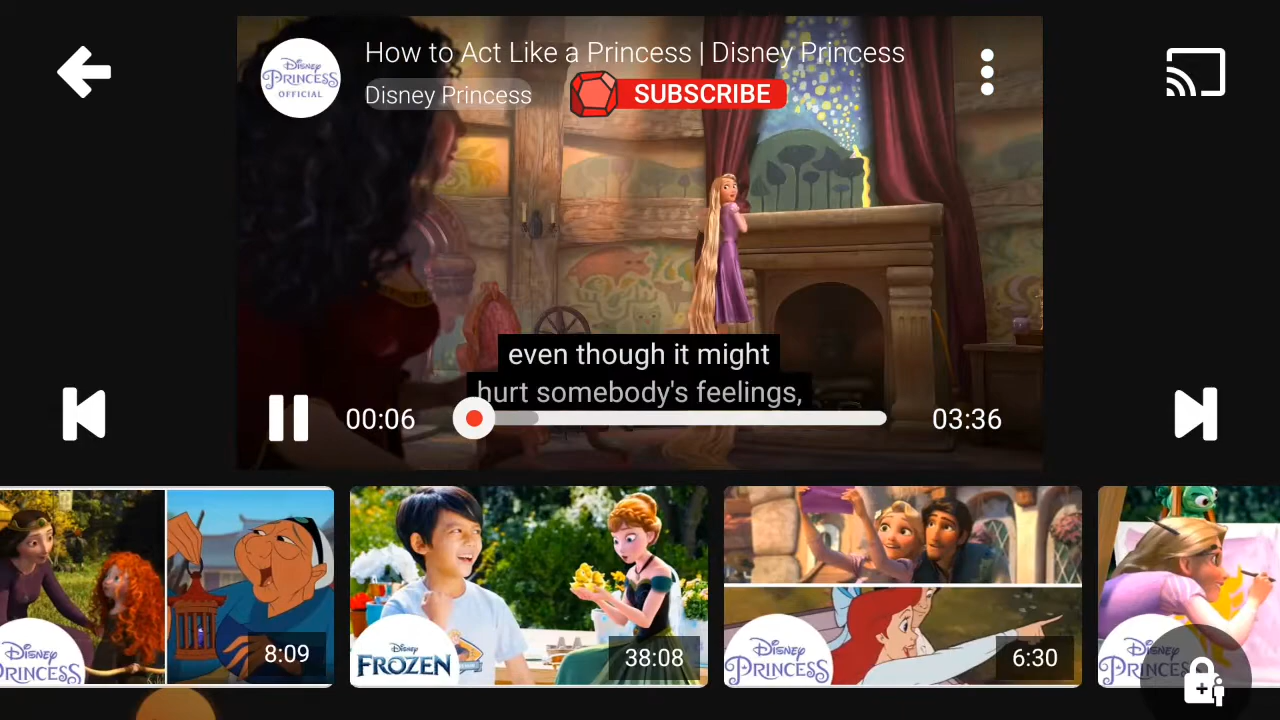 How to Act Like a Princess | Disney Princess
Disney
PRINCESS
OFFICIAL
Disney Princess
SUBSCRIBE
even though it might
hurt somebody's feelings,
00:06
03:36
Disney
PRINCESS
8:09
Disney
FROZEN
38:08
Disney
PRINCESS
6:30
Disney
PRINCESS